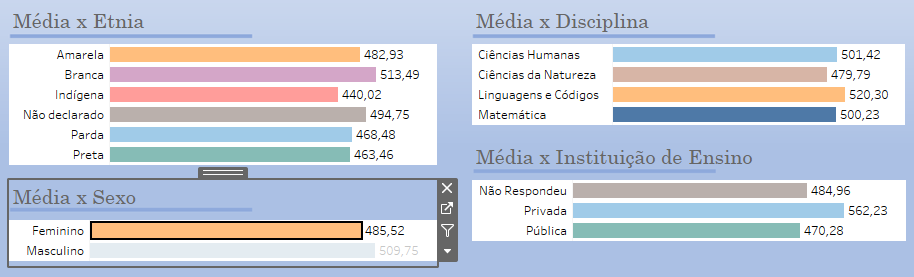 Média x Etnia
Amarela 482,93
Branca 513,49
Indígena 440,02
Não declarado 494,75
Parda 468,48
Preta 463,46
Média x Sexo
Feminino 485,52
Masculino 509,75
Média x Disciplina
Ciências Humanas 501,42
Ciências da Natureza 479,79
Linguagens e Códigos 520,30
Matemática 500,23
Média x Instituição de Ensino
Não Respondeu 484,96
Privada 562,23
Pública 470,28